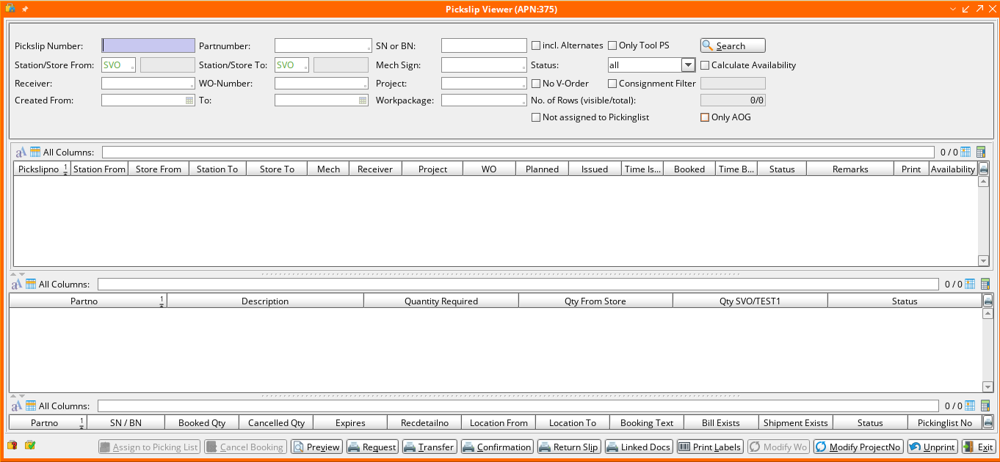 Pickslip Viewer (APN:375)
Pickslip Number: Partnumber: SN or BN: incl. Alternates Only Tool PS Search
Station/Store From: SVO Station/Store To: SVO Mech Sign: Status: all Calculate Availability
Receiver: WO-Number: Project: No V-Order Consignment Filter
Created From: To: Workpackage: No. of Rows (visible/total): 0/0
Not assigned to Pickinglist Only AOG
All Columns: 0 / 0
Pickslipno 1 Station From Store From Station To Store To Mech Receiver Project WO Planned Issued Time Is... Booked Time B... Status Remarks Print Availability
All Columns: 0 / 0
Partno 1 Description Quantity Required Qty From Store Qty SVO/TEST1 Status
All Columns: 0 / 0
Partno 1 SN / BN Booked Qty Cancelled Qty Expires Recdetailno Location From Location To Booking Text Bill Exists Shipment Exists Status Pickinglist No
Assign to Picking List Cancel Booking Preview Request Transfer Confirmation Return Slip Linked Docs Print Labels Modify Wo Modify ProjectNo Unprint Exit